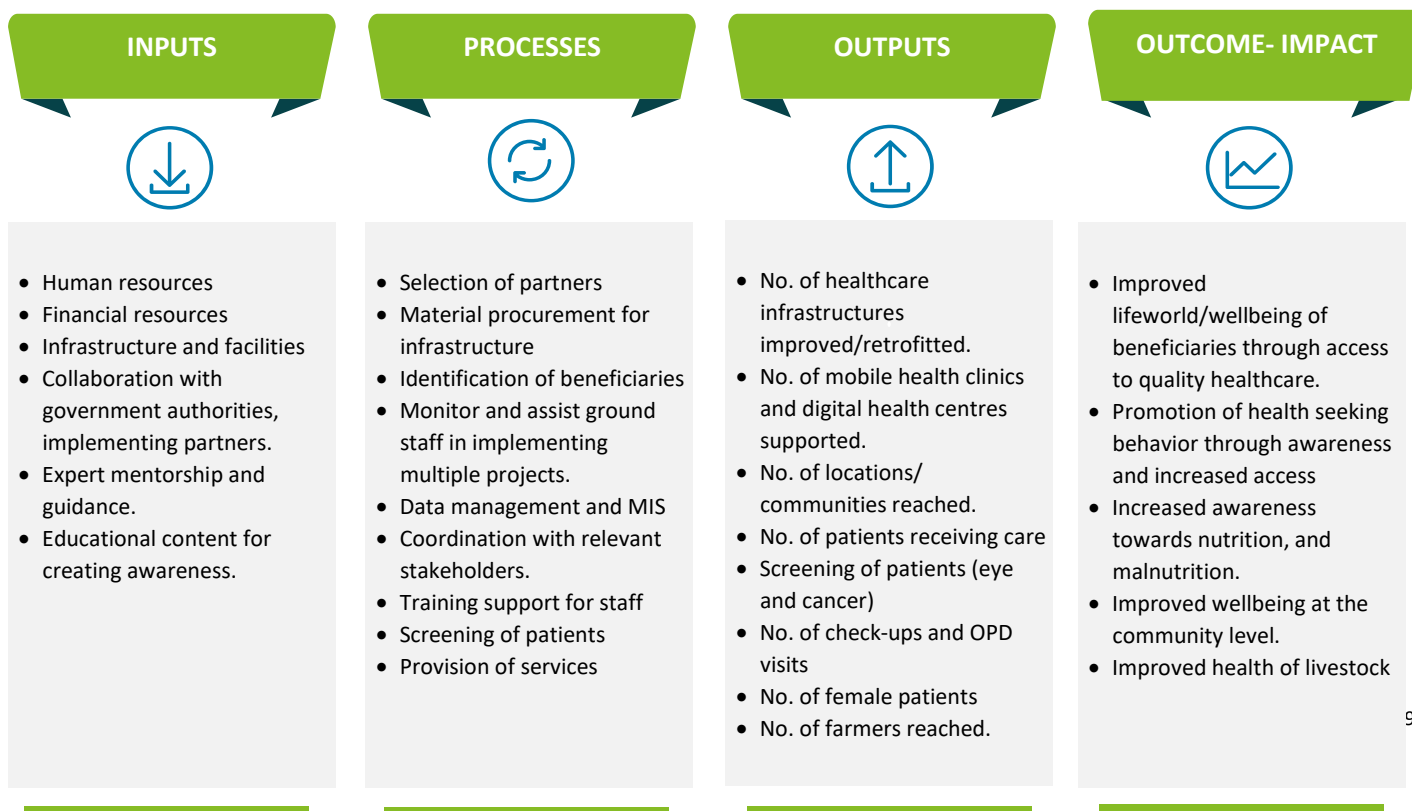 INPUTS
• Human resources
• Financial resources
• Infrastructure and facilities
• Collaboration with
government authorities,
implementing partners.
• Expert mentorship and
guidance.
• Educational content for
creating awareness.
PROCESSES
• Selection of partners
• Material procurement for
infrastructure
• Identification of beneficiaries
• Monitor and assist ground
staff in implementing
multiple projects.
• Data management and MIS
• Coordination with relevant
stakeholders.
• Training support for staff
• Screening of patients
• Provision of services
OUTPUTS
• No. of healthcare
infrastructures
improved/retrofitted.
• No. of mobile health clinics
and digital health centres
supported.
• No. of locations/
communities reached.
• No. of patients receiving care
• Screening of patients (eye
and cancer)
• No. of check-ups and OPD
visits
• No. of female patients
• No. of farmers reached.
OUTCOME- IMPACT
• Improved
lifeworld/wellbeing of
beneficiaries through access
to quality healthcare.
• Promotion of health seeking
behavior through awareness
and increased access
• Increased awareness
towards nutrition, and
malnutrition.
• Improved wellbeing at the
community level.
• Improved health of livestock